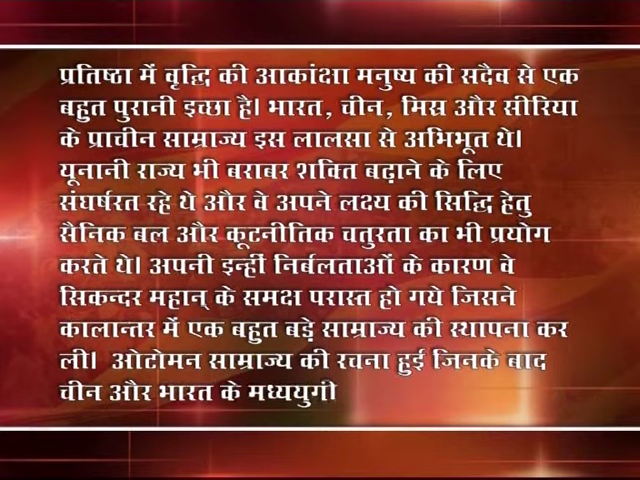 प्रतिष्ठा में वृद्धि की आकांक्षा मनुष्य की सदैव से एक
बहुत पुरानी इच्छा है। भारत, चीन, मिस्र और सीरिया
के प्राचीन साम्राज्य इस लालसा से अभिभूत थे।
यूनानी राज्य भी बराबर शक्ति बढ़ाने के लिए
संघर्षरत रहे थे और वे अपने लक्ष्य की सिद्धि हेतु
सैनिक बल और कूटनीतिक चतुरता का भी प्रयोग
करते थे। अपनी इन्हीं निर्बलताओं के कारण वे
सिकन्दर महान् के समक्ष परास्त हो गये जिसने
कालान्तर में एक बहुत बड़े साम्राज्य की स्थापना कर
ली। ओटोमन साम्राज्य की रचना हुई जिनके बाद
चीन और भारत के मध्ययुगी